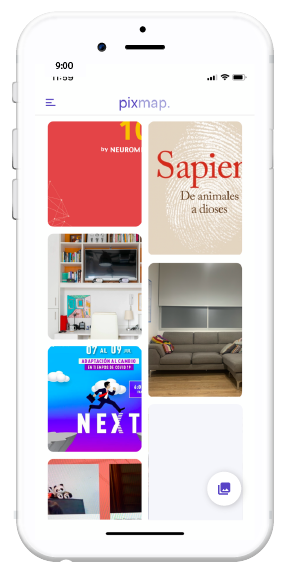 9:00
11:59
pixmap.
10
by NEUROM
Sapien
De animales
a dioses
07 AL 09
ADAPTACIÓN AL CAMBIO
EN TIEMPOS DE COVID 19
NEXT